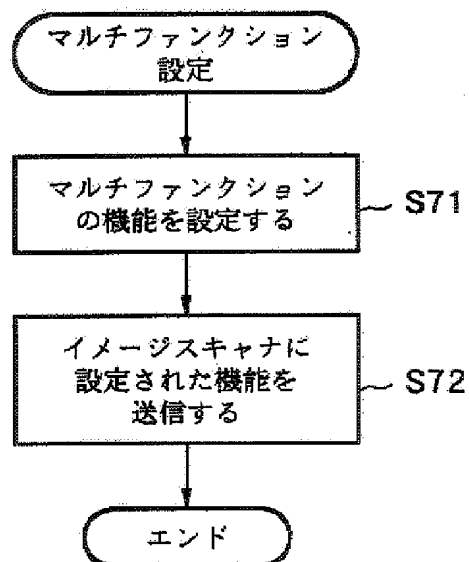 マルチファンクション
設定
マルチファンクション
の機能を設定する
S71
イメージスキャナに
設定された機能を
送信する
S72
エンド